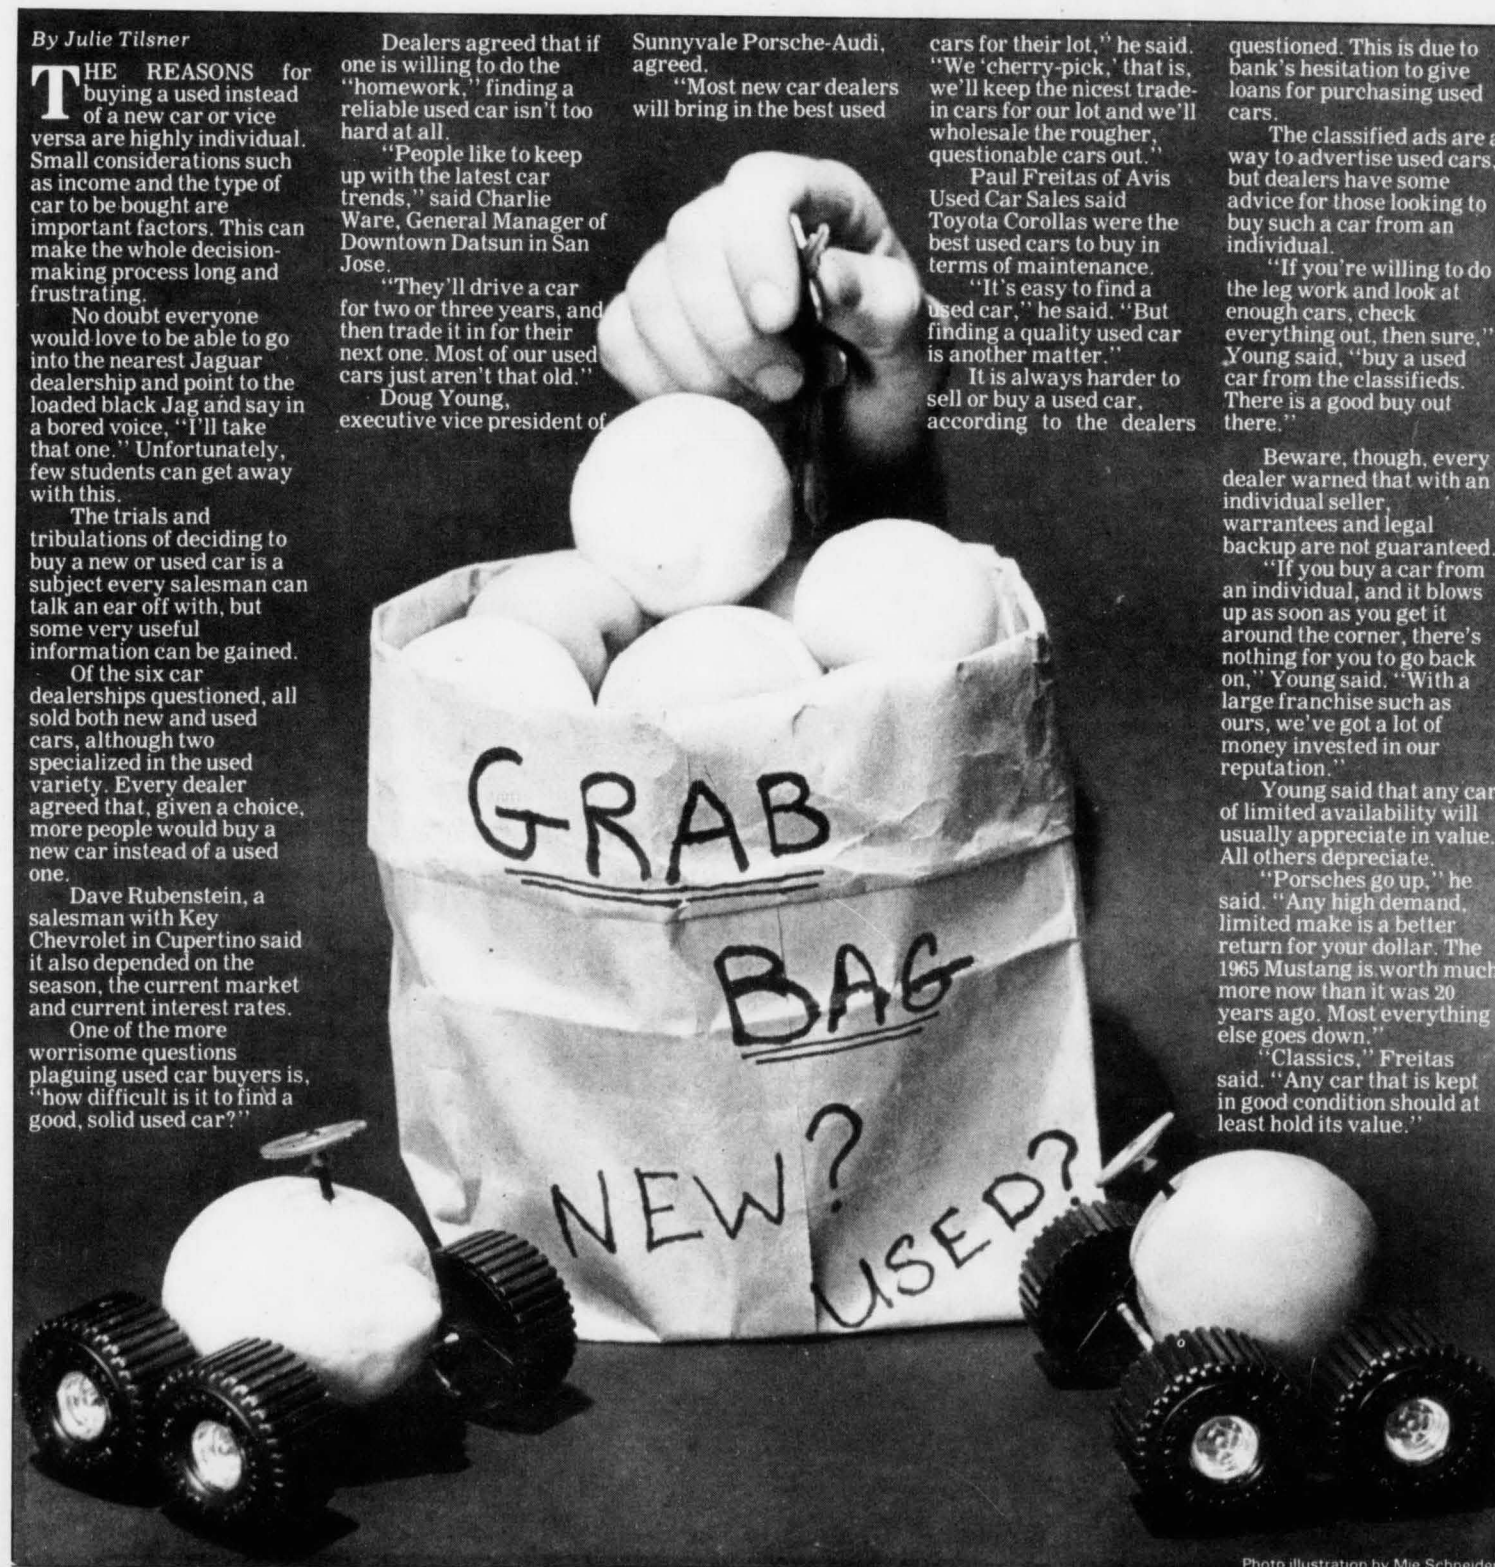 By Julie Tilsner
THE REASONS for
buying a used instead
of a new car or vice
versa are highly individual.
Small considerations such
as income and the type of
car to be bought are
important factors. This can
make the whole decision-
making process long and
frustrating.
No doubt everyone
would love to be able to go
into the nearest Jaguar
dealership and point to the
loaded black Jag and say in
a bored voice, "I'll take
that one." Unfortunately,
few students can get away
with this.
The trials and
tribulations of deciding to
buy a new or used car is a
subject every salesman can
talk an ear off with, but
some very useful
information can be gained.
Of the six car
dealerships questioned, all
sold both new and used
cars, although two
specialized in the used
variety. Every dealer
agreed that, given a choice,
more people would buy a
new car instead of a used
one.
Dave Rubenstein, a
salesman with Key
Chevrolet in Cupertino said
it also depended on the
season, the current market
and current interest rates.
One of the more
worrisome questions
plaguing used car buyers is,
"how difficult is it to find a
good, solid used car?"
Dealers agreed that if
one is willing to do the
"homework," finding a
reliable used car isn't too
hard at all.
"People like to keep
up with the latest car
trends," said Charlie
Ware, General Manager of
Downtown Datsun in San
Jose.
"They'll drive a car
for two or three years, and
then trade it in for their
next one. Most of our used
cars just aren't that old."
Doug Young,
executive vice president of
Sunnyvale Porsche-Audi,
agreed.
"Most new car dealers
will bring in the best used
cars for their lot," he said.
"We 'cherry-pick,' that is,
we'll keep the nicest trade-
in cars for our lot and we'll
wholesale the rougher,
questionable cars out."
Paul Freitas of Avis
Used Car Sales said
Toyota Corollas were the
best used cars to buy in
terms of maintenance.
"It's easy to find a
used car," he said. "But
finding a quality used car
is another matter."
It is always harder to
sell or buy a used car,
according to the dealers
questioned. This is due to
bank's hesitation to give
loans for purchasing used
cars.
The classified ads are a
way to advertise used cars,
but dealers have some
advice for those looking to
buy such a car from an
individual.
"If you're willing to do
the leg work and look at
enough cars, check
everything out, then sure,"
Young said, "buy a used
car from the classifieds.
There is a good buy out
there."
Beware, though, every
dealer warned that with an
individual seller,
warrantees and legal
backup are not guaranteed.
"If you buy a car from
an individual, and it blows
up as soon as you get it
around the corner, there's
nothing for you to go back
on," Young said. "With a
large franchise such as
ours, we've got a lot of
money invested in our
reputation."
Young said that any car
of limited availability will
usually appreciate in value.
All others depreciate.
"Porsches go up," he
said. "Any high demand,
limited make is a better
return for your dollar. The
1965 Mustang is worth much
more now than it was 20
years ago. Most everything
else goes down."
"Classics," Freitas
said. "Any car that is kept
in good condition should at
least hold its value."
GRAB
BAG
NEW?
USED?
Photo illustration by Mie Schneider